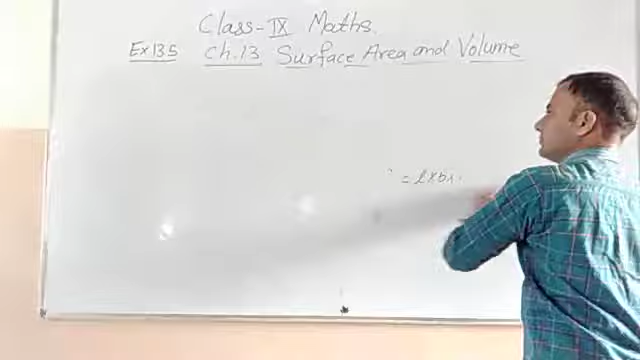 Class-IX Maths.
Ex 13.5 Ch.13 Surface Area and Volume
= l×b×